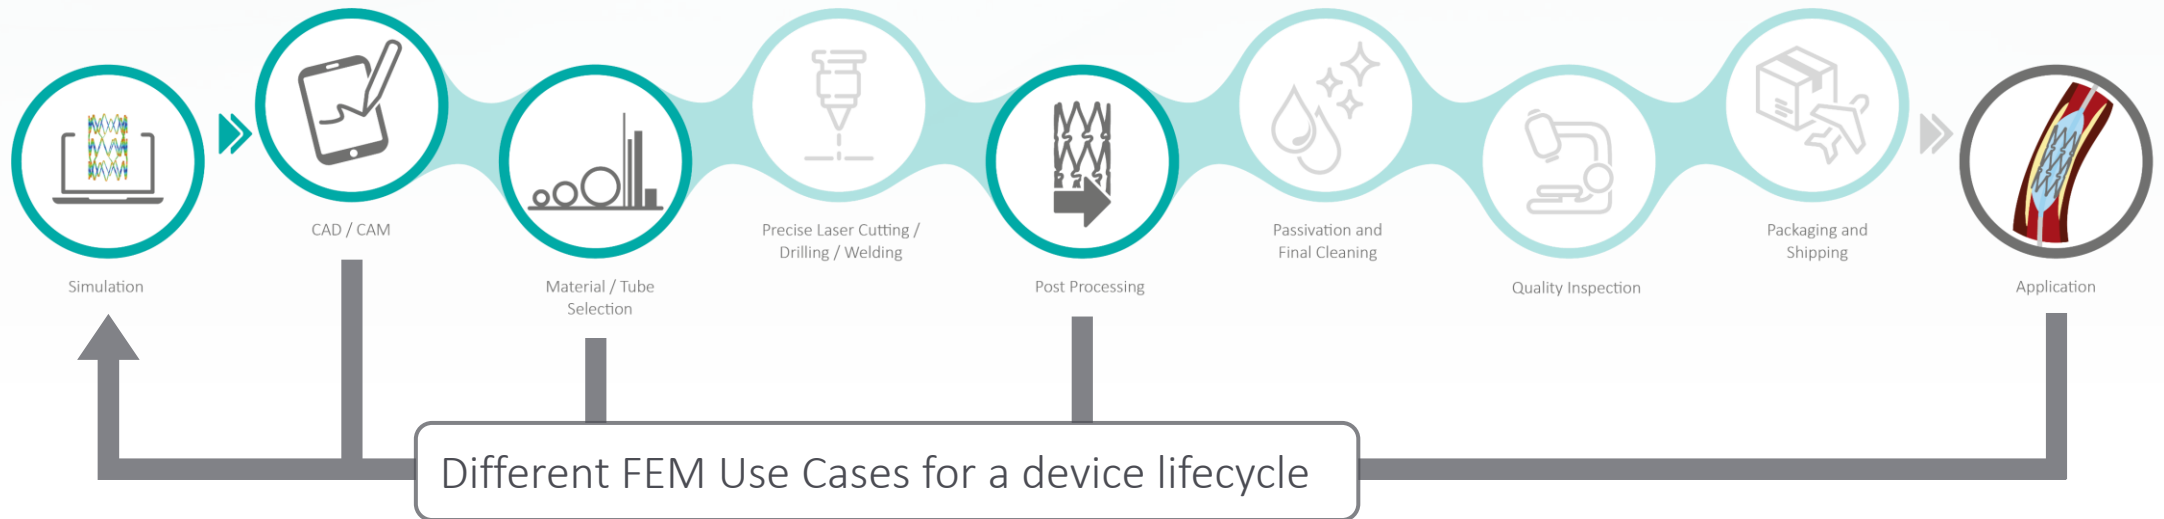 Simulation
CAD / CAM
Material / Tube
Selection
Precise Laser Cutting /
Drilling / Welding
Post Processing
Passivation and
Final Cleaning
Quality Inspection
Packaging and
Shipping
Application
Different FEM Use Cases for a device lifecycle